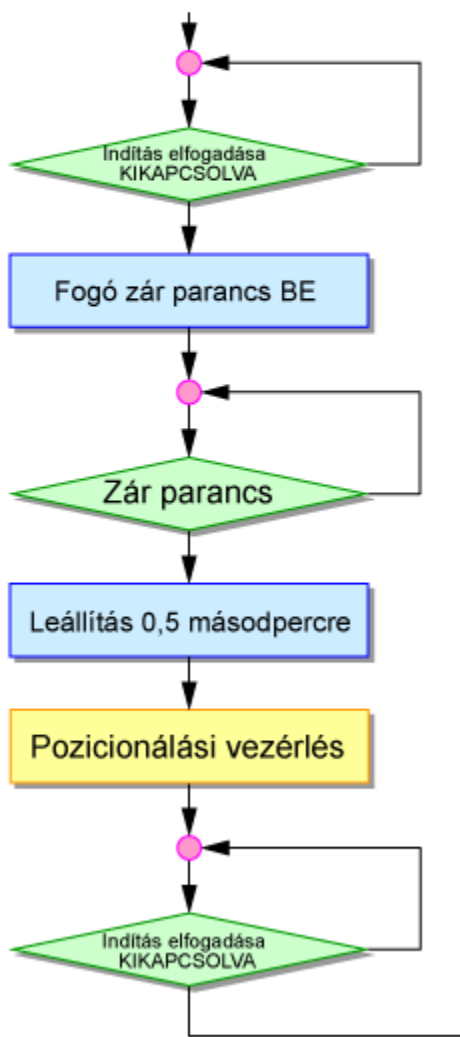 Indítás elfogadása
KIKAPCSOLVA
Fogó zár parancs BE
Zár parancs
Leállítás 0,5 másodpercre
Pozicionálási vezérlés
Indítás elfogadása
KIKAPCSOLVA